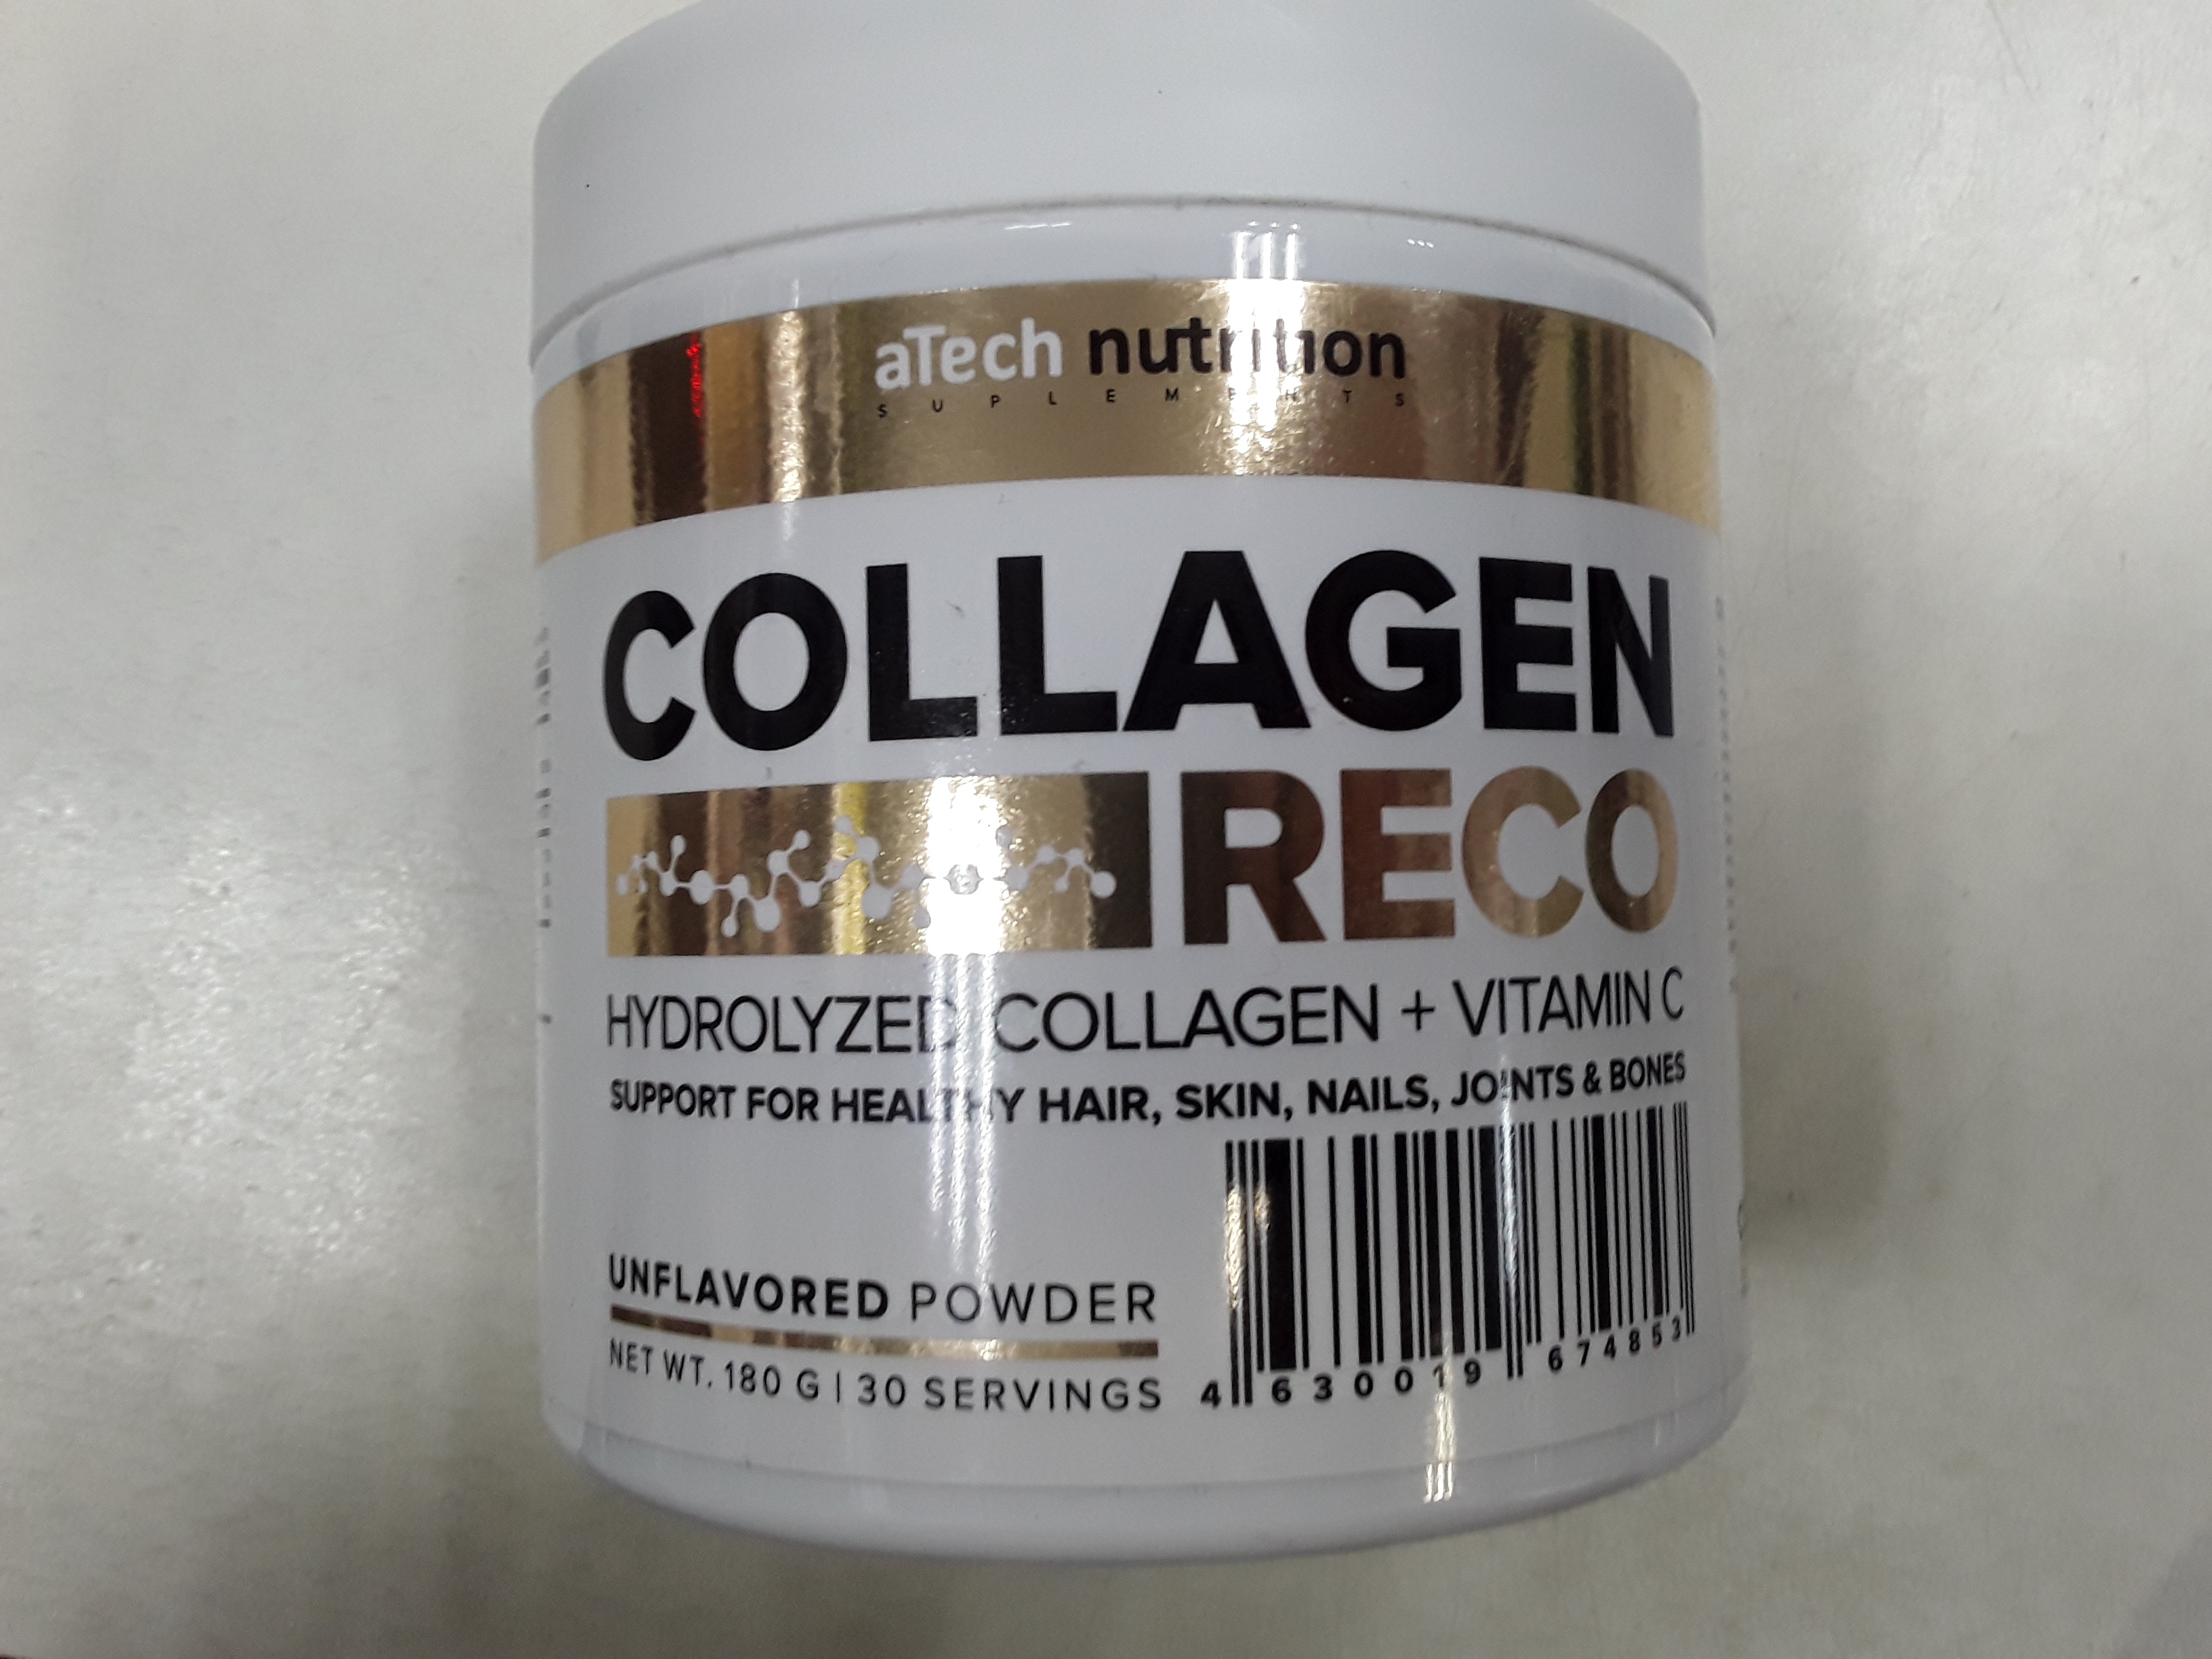 aTech nutrition
SUPLEMENTS
COLLAGEN
RECO
HYDROLYZED COLLAGEN + VITAMIN C
SUPPORT FOR HEALTHY HAIR, SKIN, NAILS, JOINTS & BONES
UNFLAVORED POWDER
NET WT. 180 G | 30 SERVINGS
4 630019 674853